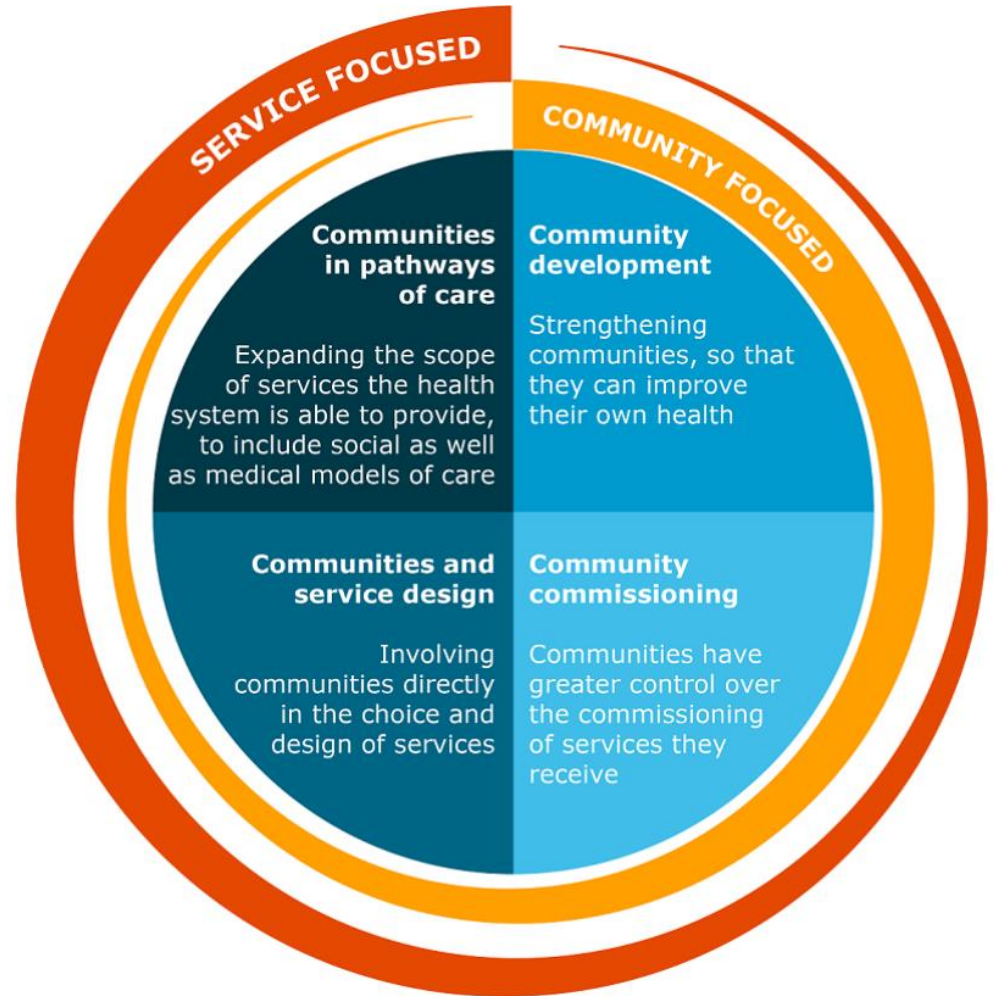 SERVICE FOCUSED
COMMUNITY FOCUSED
Communities
in pathways
of care
Expanding the scope
of services the health
system is able to provide,
to include social as well
as medical models of care
Community
development
Strengthening
communities, so that
they can improve
their own health
Communities and
service design
Involving
communities directly
in the choice and
design of services
Community
commissioning
Communities have
greater control over
the commissioning
of services they
receive